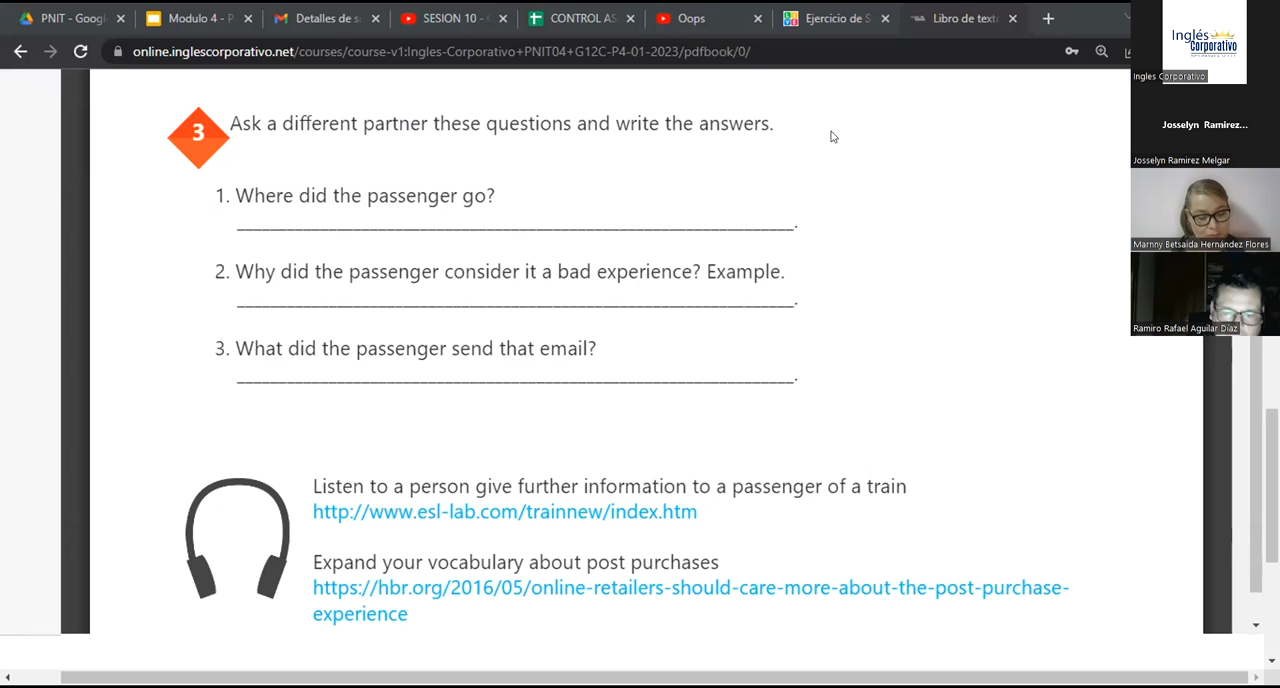 PNIT - Googl
Modulo 4 - P
Detalles de su
SESION 10 -
CONTROL AS
Oops
Ejercicio de S
Libro de texto
online.inglescorporativo.net/courses/course-v1:Ingles-Corporativo+PNIT04+G12C-P4-01-2023/pdfbook/0/
Inglés
Corporativo
Ingles Corporativo
Josselyn Ramirez...
Josselyn Ramirez Melgar
Marnny Betsaida Hernández Flores
Ramiro Rafael Aguilar Díaz
3
Ask a different partner these questions and write the answers.
1. Where did the passenger go?
2. Why did the passenger consider it a bad experience? Example.
3. What did the passenger send that email?
Listen to a person give further information to a passenger of a train
http://www.esl-lab.com/trainnew/index.htm
Expand your vocabulary about post purchases
https://hbr.org/2016/05/online-retailers-should-care-more-about-the-post-purchase-
experience